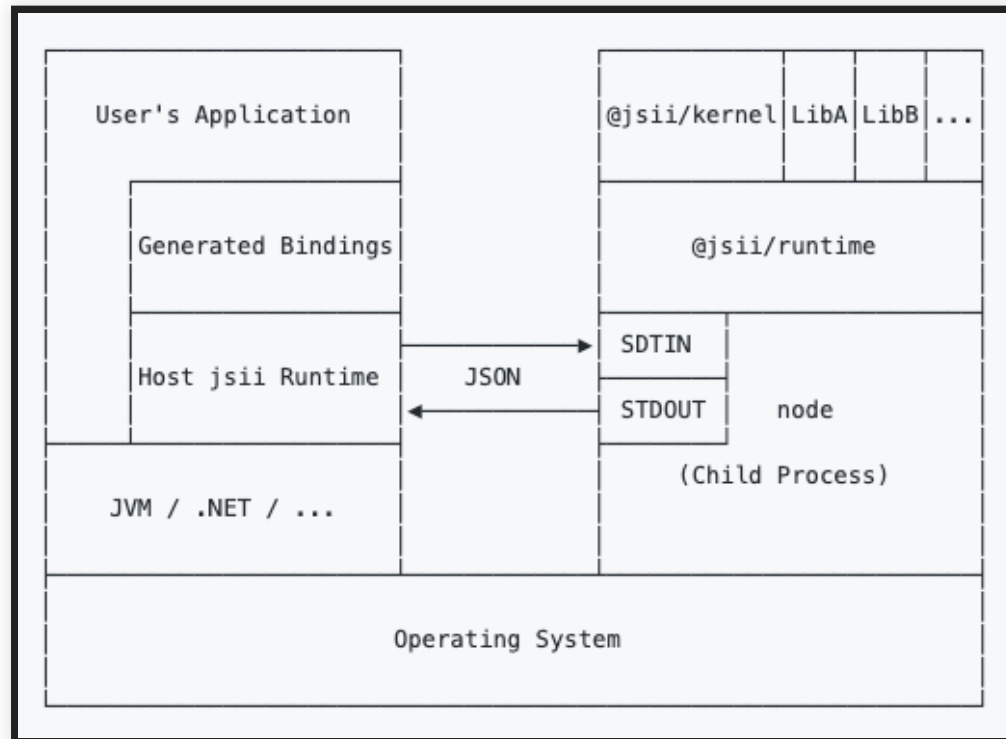 User's Application
@jsii/kernel LibA LibB ...
Generated Bindings
@jsii/runtime
SDTIN
Host jsii Runtime
JSON
STDOUT
node
(Child Process)
JVM / .NET / ...
Operating System